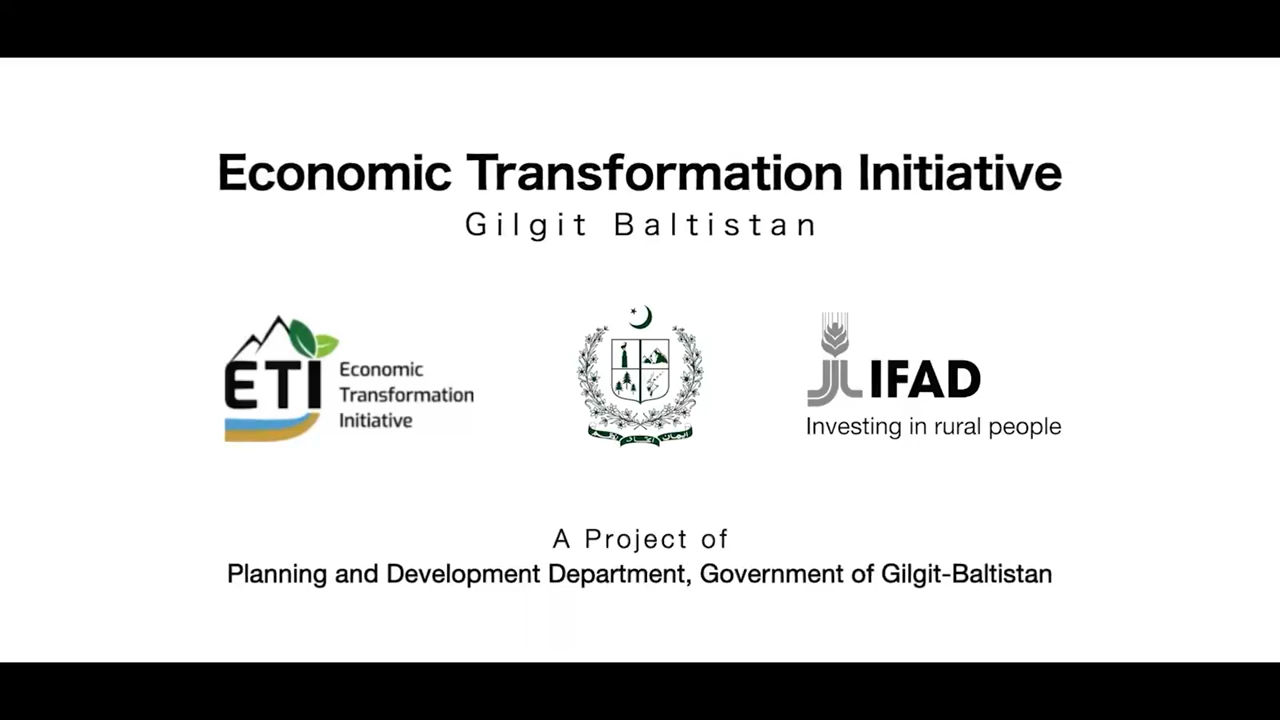 Economic Transformation Initiative
Gilgit Baltistan
ETI
Economic
Transformation
Initiative
IFAD
Investing in rural people
A Project of
Planning and Development Department, Government of Gilgit-Baltistan